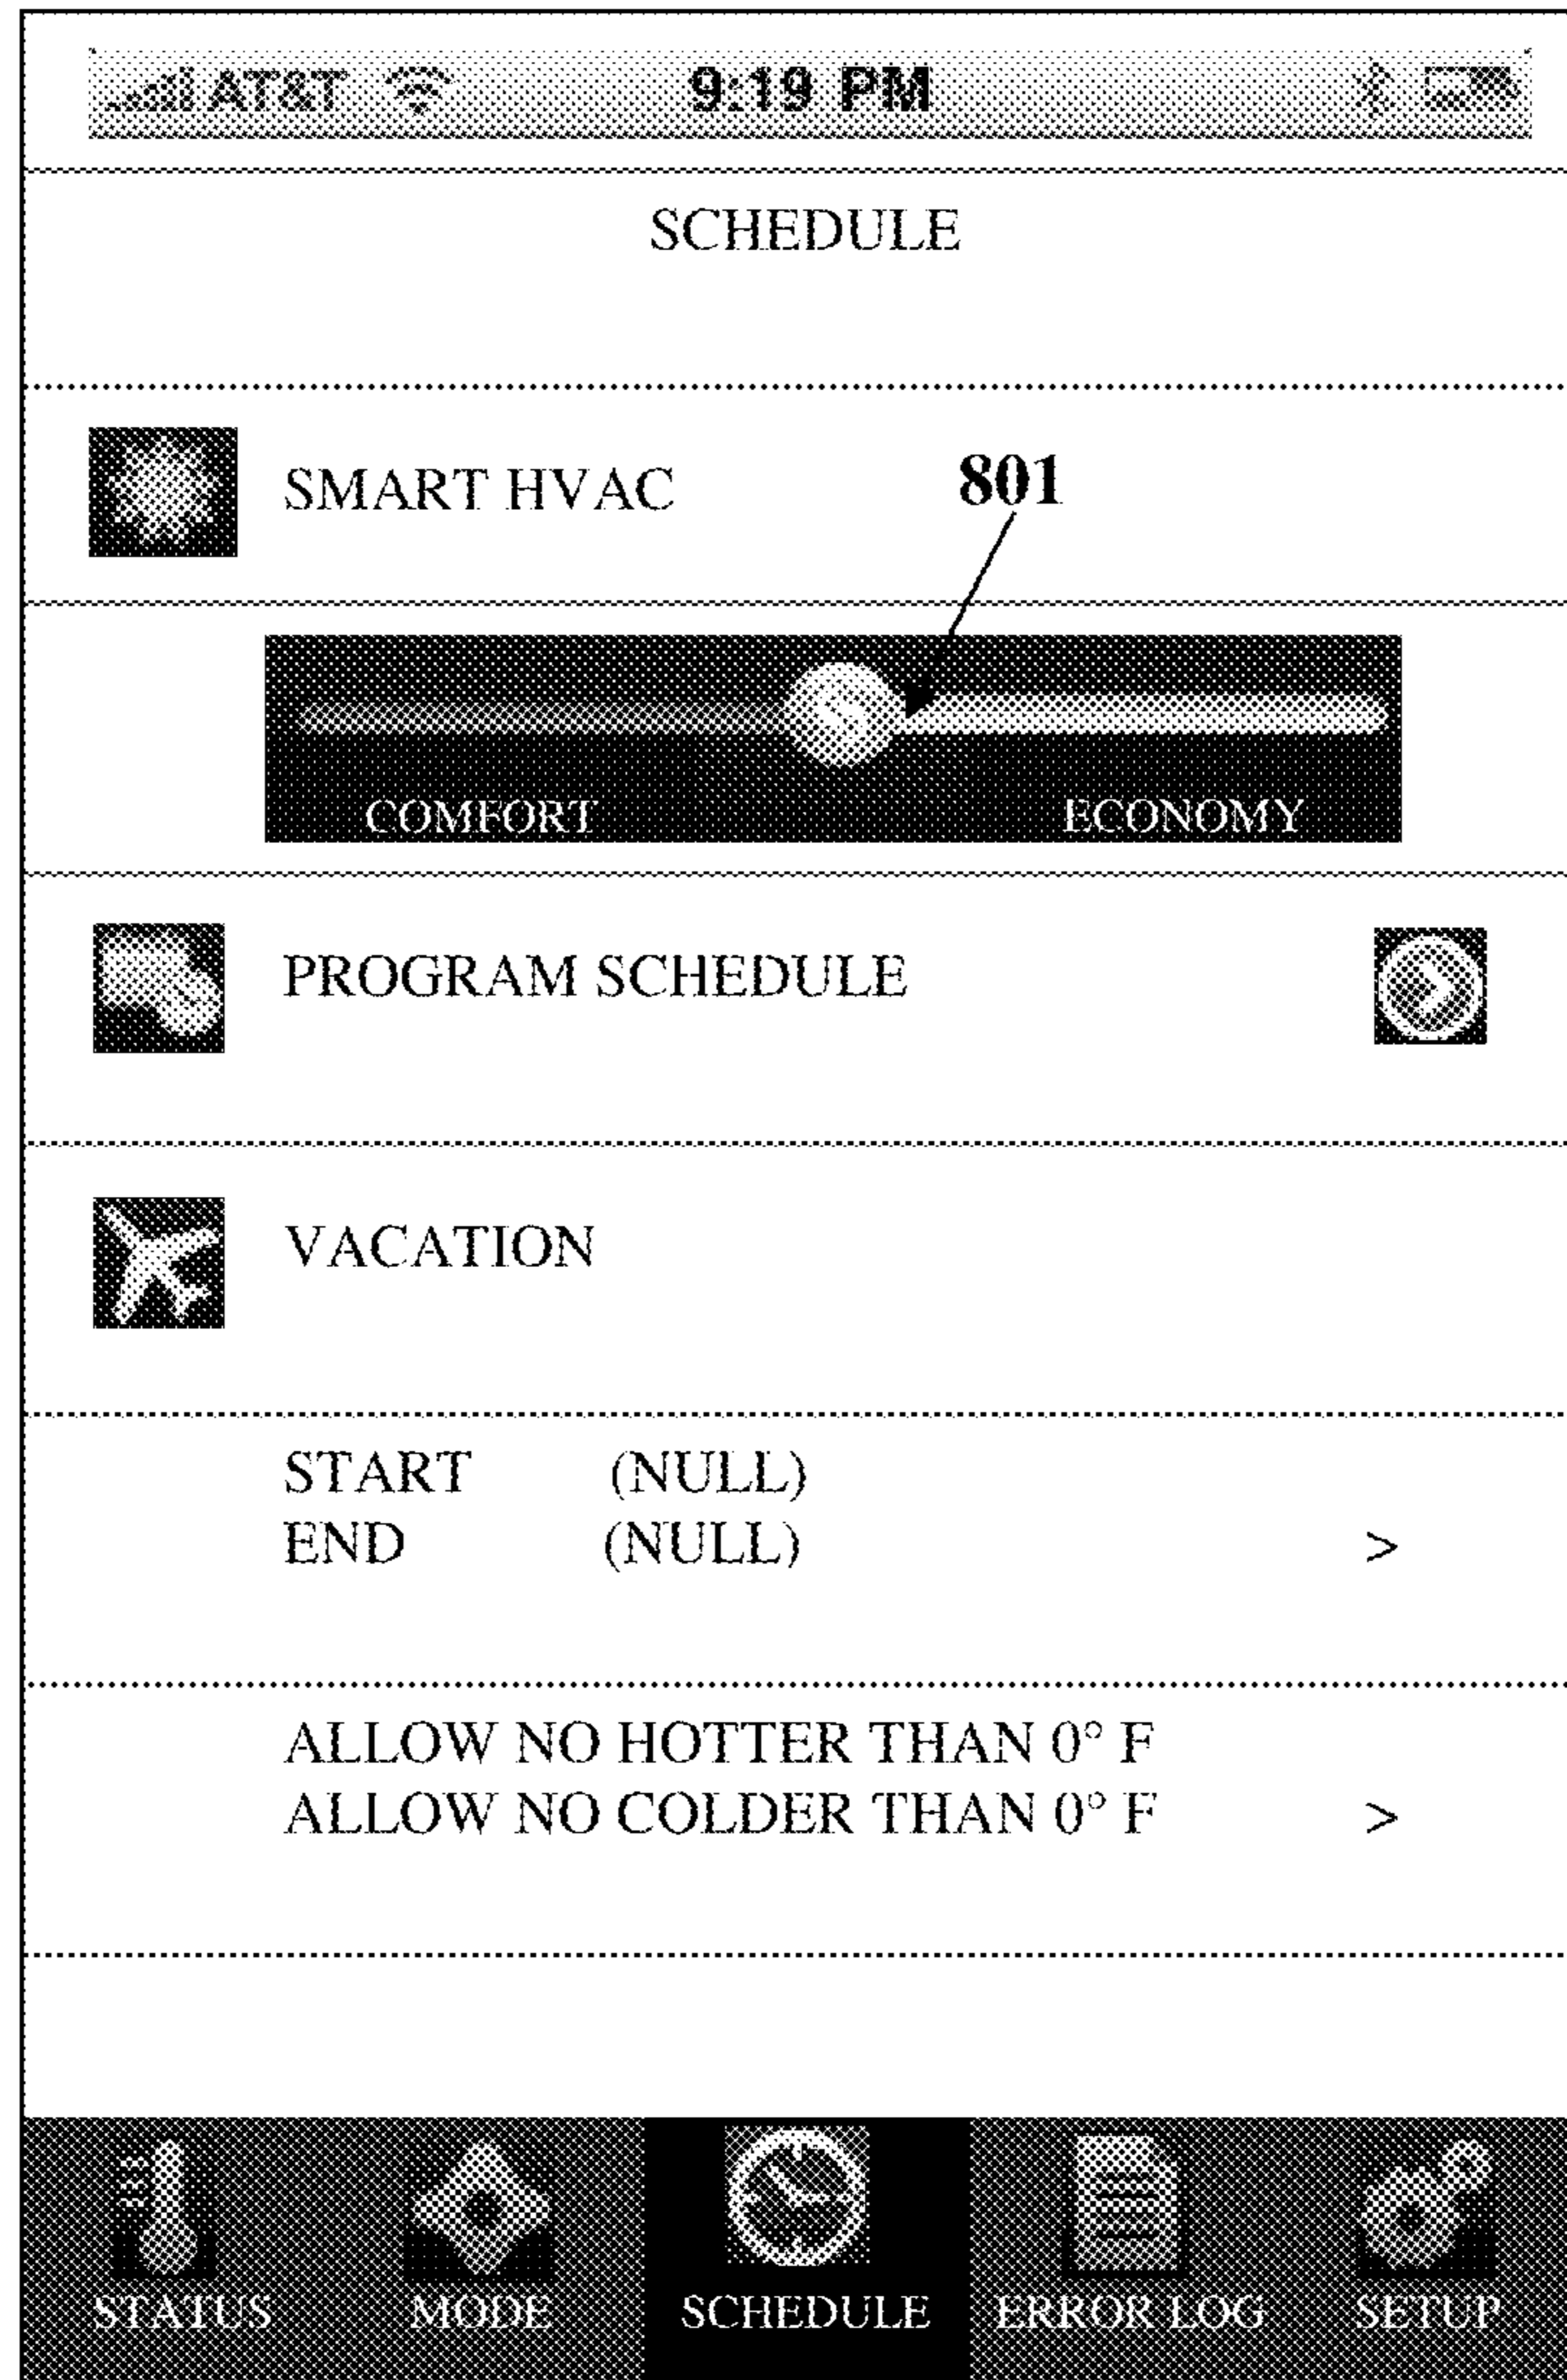 AT&T 9:19 PM
SCHEDULE
SMART HVAC 801
COMFORT ECONOMY
PROGRAM SCHEDULE
VACATION
START (NULL)
END (NULL) >
ALLOW NO HOTTER THAN 0° F
ALLOW NO COLDER THAN 0° F >
STATUS MODE SCHEDULE ERROR LOG SETUP